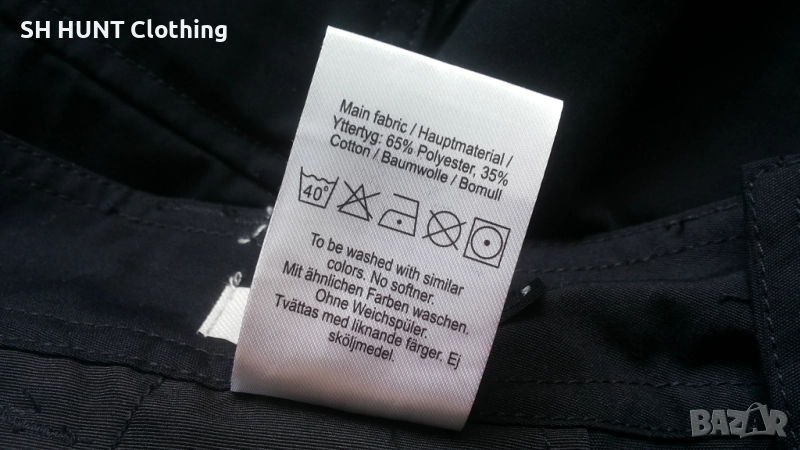 SH HUNT Clothing
Main fabric / Hauptmaterial /
Yttertyg: 65% Polyester, 35%
Cotton / Baumwolle / Bomull
40°
To be washed with similar
colors. No softner.
Mit ähnlichen Farben waschen.
Ohne Weichspüler.
Tvättas med liknande färger. Ej
sköljmedel.
BAZAR